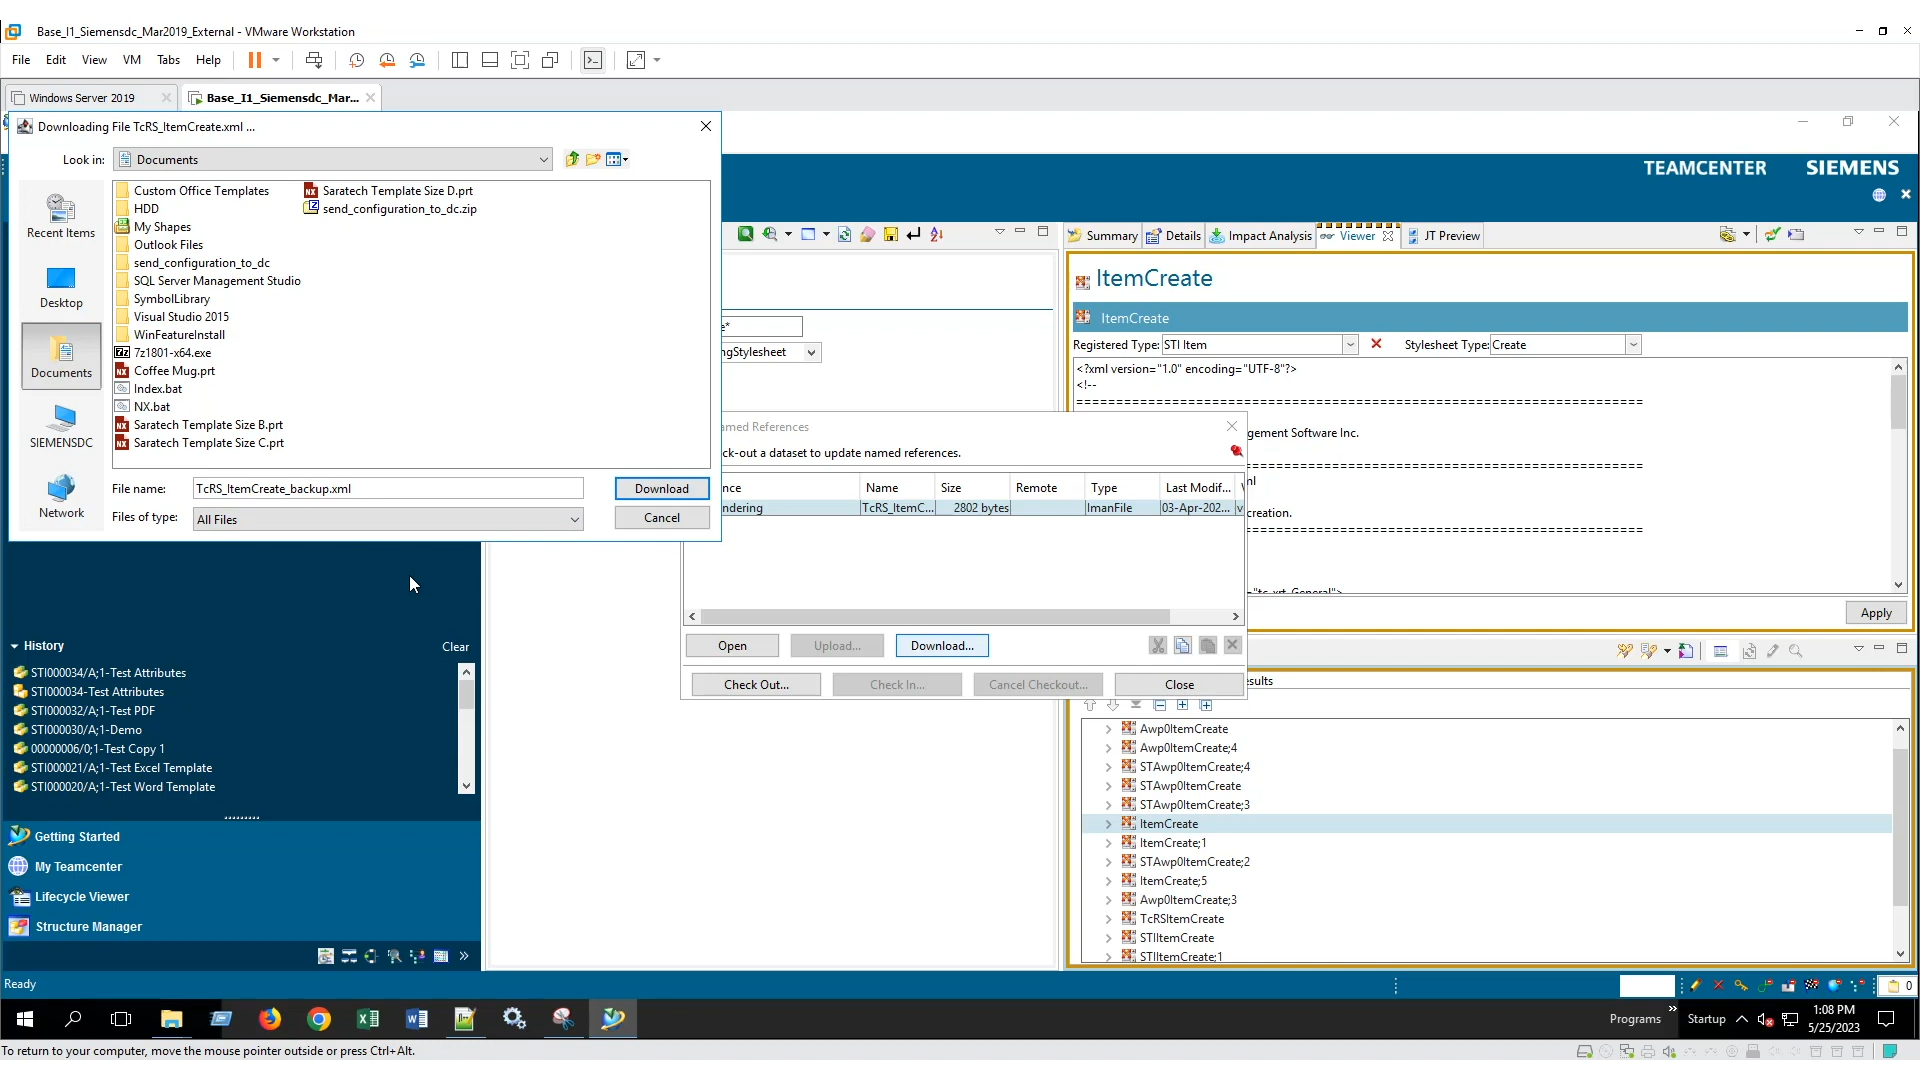 Base_I1_Siemensdc_Mar2019_External - VMware Workstation
File Edit View VM Tabs Help
Windows Server 2019
Base_I1_Siemensdc_Mar...
Downloading File TcRS_ItemCreate.xml ...
Look in:
Documents
Recent Items
Desktop
Documents
SIEMENSDC
Network
Custom Office Templates
HDD
My Shapes
Outlook Files
send_configuration_to_dc
SQL Server Management Studio
SymbolLibrary
Visual Studio 2015
WinFeatureInstall
7z1801-x64.exe
Coffee Mug.prt
Index.bat
NX.bat
Saratech Template Size B.prt
Saratech Template Size C.prt
Saratech Template Size D.prt
send_configuration_to_dc.zip
File name:
TcRS_ItemCreate_backup.xml
Download
Files of type:
All Files
Cancel
TEAMCENTER SIEMENS
Summary
Details
Impact Analysis
Viewer
JT Preview
e*
ngStylesheet
ItemCreate
ItemCreate
Registered Type:
STI Item
Stylesheet Type:
Create
<?xml version="1.0" encoding="UTF-8"?>
<!--
gement Software Inc.
ml
creation.
Apply
amed References
ck-out a dataset to update named references.
nce
Name
Size
Remote
Type
Last Modif...
ndering
TcRS_ItemC...
2802 bytes
ImanFile
03-Apr-202...
Open
Upload...
Download...
Check Out...
Check In...
Cancel Checkout...
Close
History
Clear
STI000034/A;1-Test Attributes
STI000034-Test Attributes
STI000032/A;1-Test PDF
STI000030/A;1-Demo
00000006/0;1-Test Copy 1
STI000021/A;1-Test Excel Template
STI000020/A;1-Test Word Template
Getting Started
My Teamcenter
Lifecycle Viewer
Structure Manager
esults
Awp0ItemCreate
Awp0ItemCreate;4
STAwp0ItemCreate;4
STAwp0ItemCreate
STAwp0ItemCreate;3
ItemCreate
ItemCreate;1
STAwp0ItemCreate;2
ItemCreate;5
Awp0ItemCreate;3
TcRSItemCreate
STIItemCreate
STIItemCreate;1
Ready
0
Programs
Startup
1:08 PM
5/25/2023
To return to your computer, move the mouse pointer outside or press Ctrl+Alt.